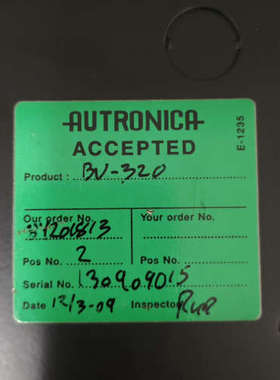 AUTRONICA
ACCEPTED
E-1235
Product: BV-320
Our order No. Your order No.
Pos No. 2 Pos No.
Serial No. 130909015
Date 12/3-09 Inspector